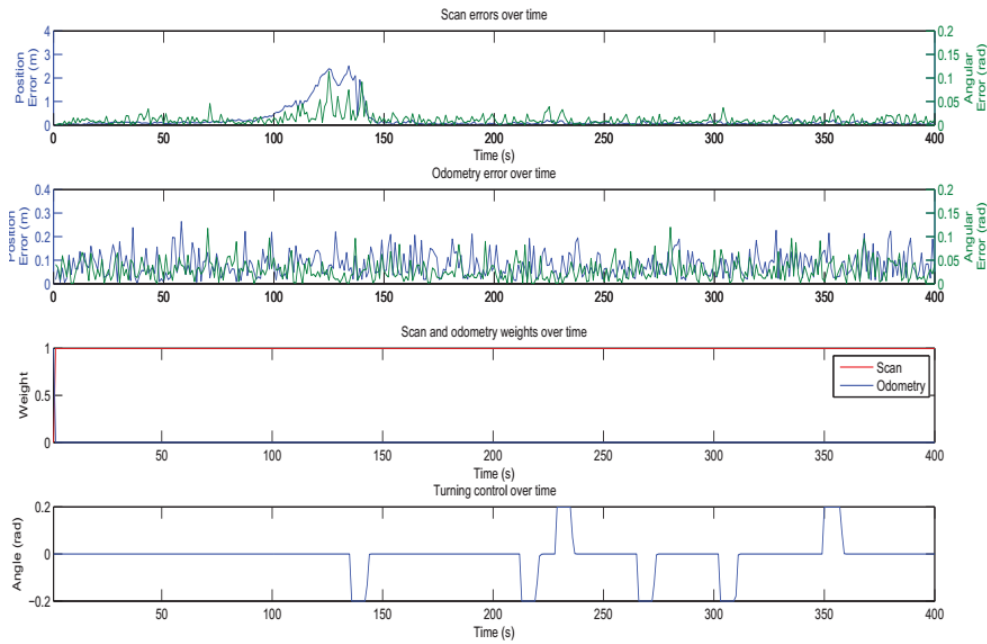 Scan errors over time
4
3
2
1
0
Position
Error (m)
0.2
0.15
0.1
0.05
0
Angular
Error (rad)
0 50 100 150 200 250 300 350 400
Time (s)
Odometry error over time
0.4
0.3
0.2
0.1
0
Position
Error (m)
0.2
0.15
0.1
0.05
0
Angular
Error (rad)
0 50 100 150 200 250 300 350 400
Time (s)
Scan and odometry weights over time
1
0.5
0
Weight
Scan
Odometry
50 100 150 200 250 300 350 400
Time (s)
Turning control over time
0.2
0
-0.2
Angle (rad)
50 100 150 200 250 300 350 400
Time (s)